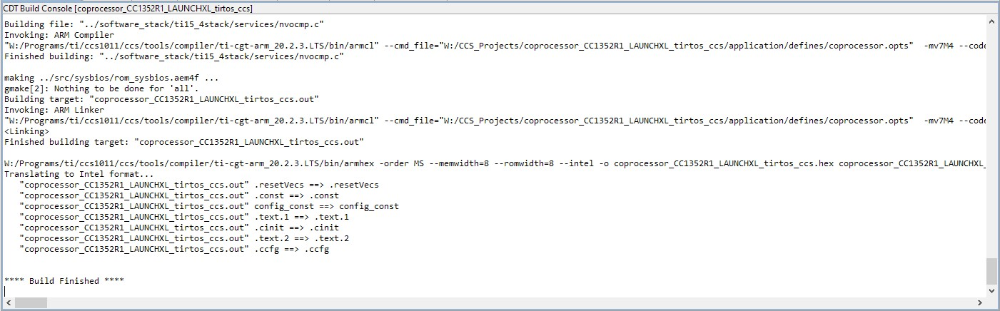 CDT Build Console [coprocessor_CC1352R1_LAUNCHXL_tirtos_ccs]
Building file: "../software_stack/ti15_4stack/services/nvocmp.c"
Invoking: ARM Compiler
"W:/Programs/ti/ccs1011/ccs/tools/compiler/ti-cgt-arm_20.2.3.LTS/bin/armcl" --cmd_file="W:/CCS_Projects/coprocessor_CC1352R1_LAUNCHXL_tirtos_ccs/application/defines/coprocessor.opts"  -mv7M4 --code
Finished building: "../software_stack/ti15_4stack/services/nvocmp.c"
making ../src/sysbios/rom_sysbios.aem4f ...
gmake[2]: Nothing to be done for 'all'.
Building target: "coprocessor_CC1352R1_LAUNCHXL_tirtos_ccs.out"
Invoking: ARM Linker
"W:/Programs/ti/ccs1011/ccs/tools/compiler/ti-cgt-arm_20.2.3.LTS/bin/armcl" --cmd_file="W:/CCS_Projects/coprocessor_CC1352R1_LAUNCHXL_tirtos_ccs/application/defines/coprocessor.opts"  -mv7M4 --code
<Linking>
Finished building target: "coprocessor_CC1352R1_LAUNCHXL_tirtos_ccs.out"
W:/Programs/ti/ccs1011/ccs/tools/compiler/ti-cgt-arm_20.2.3.LTS/bin/armhex -order MS --memwidth=8 --romwidth=8 --intel -o coprocessor_CC1352R1_LAUNCHXL_tirtos_ccs.hex coprocessor_CC1352R1_LAUNCHXL_
Translating to Intel format...
"coprocessor_CC1352R1_LAUNCHXL_tirtos_ccs.out" .resetVecs ==> .resetVecs
"coprocessor_CC1352R1_LAUNCHXL_tirtos_ccs.out" .const ==> .const
"coprocessor_CC1352R1_LAUNCHXL_tirtos_ccs.out" config_const ==> config_const
"coprocessor_CC1352R1_LAUNCHXL_tirtos_ccs.out" .text.1 ==> .text.1
"coprocessor_CC1352R1_LAUNCHXL_tirtos_ccs.out" .cinit ==> .cinit
"coprocessor_CC1352R1_LAUNCHXL_tirtos_ccs.out" .text.2 ==> .text.2
"coprocessor_CC1352R1_LAUNCHXL_tirtos_ccs.out" .ccfg ==> .ccfg
**** Build Finished ****